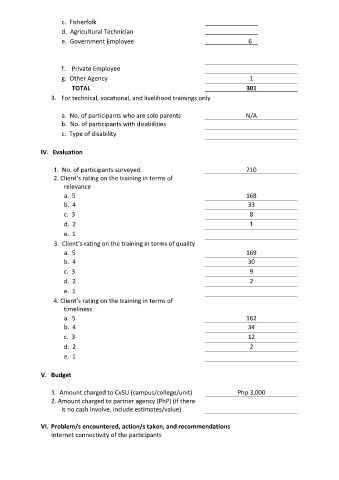 c. Fisherfolk
d. Agricultural Technician
e. Government Employee 6
f. Private Employee
g. Other Agency 1
TOTAL 301
3. For technical, vocational, and livelihood trainings only
a. No. of participants who are solo parents N/A
b. No. of participants with disabilities
c. Type of disability
IV. Evaluation
1. No. of participants surveyed 210
2. Client's rating on the training in terms of
relevance
a. 5 168
b. 4 33
c. 3 8
d. 2 1
e. 1
3. Client's rating on the training in terms of quality
a. 5 169
b. 4 30
c. 3 9
d. 2 2
e. 1
4. Client's rating on the training in terms of
timeliness
a. 5 162
b. 4 34
c. 3 12
d. 2 2
e. 1
V. Budget
1. Amount charged to CvSU (campus/college/unit) Php 3,000
2. Amount charged to partner agency (PhP) (if there
is no cash involve, include estimates/value)
VI. Problem/s encountered, action/s taken, and recommendations
Internet connectivity of the participants